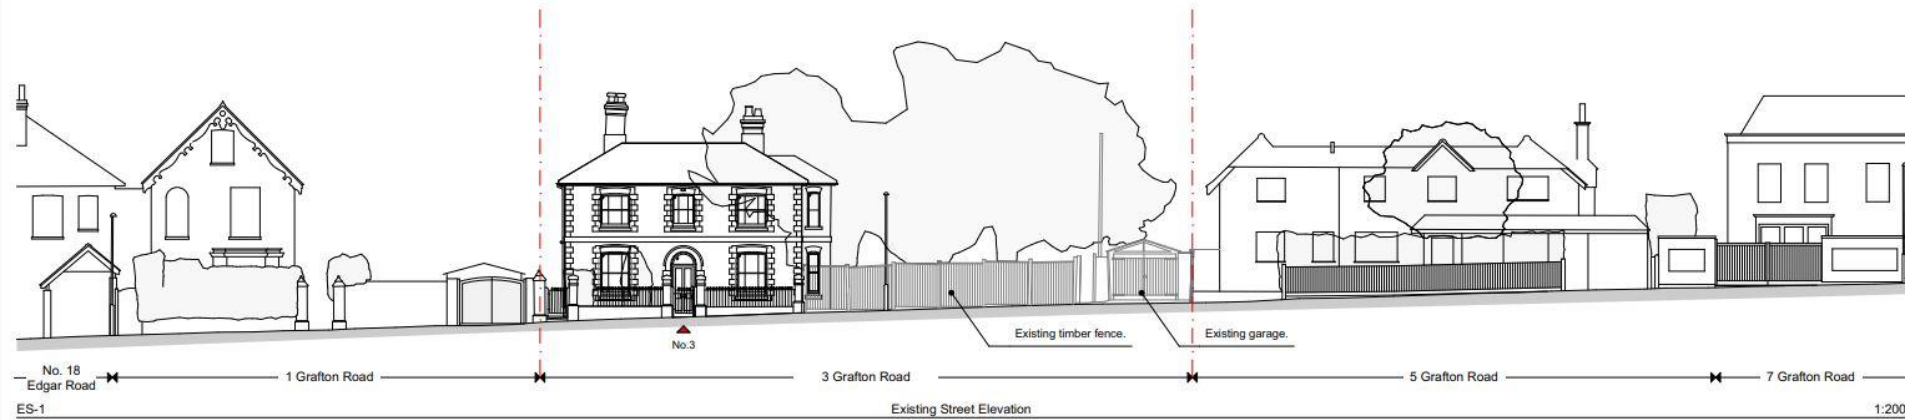 Existing timber fence.
Existing garage.
No.3
No. 18
Edgar Road
1 Grafton Road
3 Grafton Road
5 Grafton Road
7 Grafton Road
ES-1
Existing Street Elevation
1:200